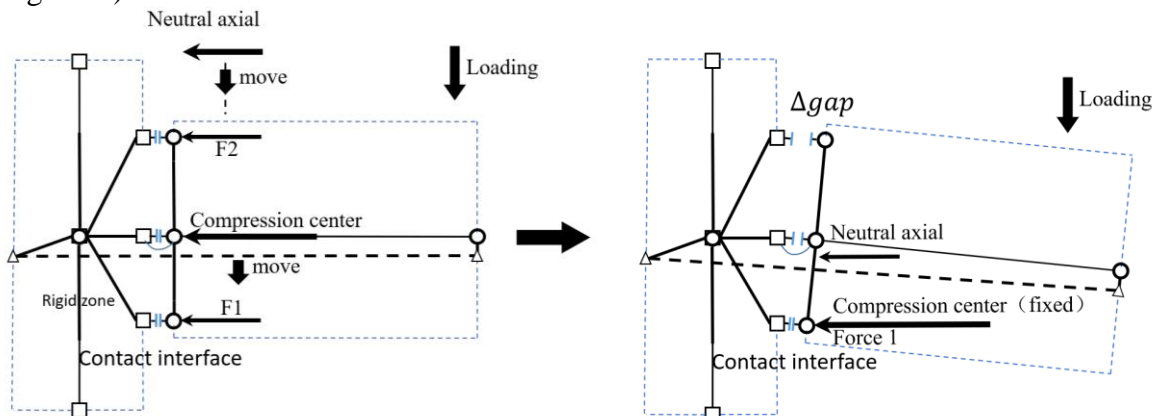 Neutral axial
move
Loading
F2
Compression center
move
Rigid zone
F1
Contact interface
Δgap
Loading
Neutral axial
Compression center（fixed）
Force 1
Contact interface